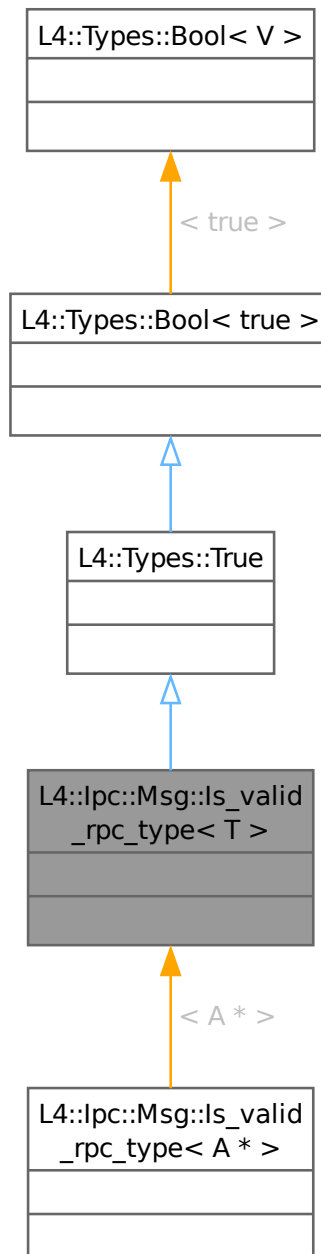 L4::Types::Bool< V >
< true >
L4::Types::Bool< true >
L4::Types::True
L4::Ipc::Msg::Is_valid
_rpc_type< T >
< A * >
L4::Ipc::Msg::Is_valid
_rpc_type< A * >